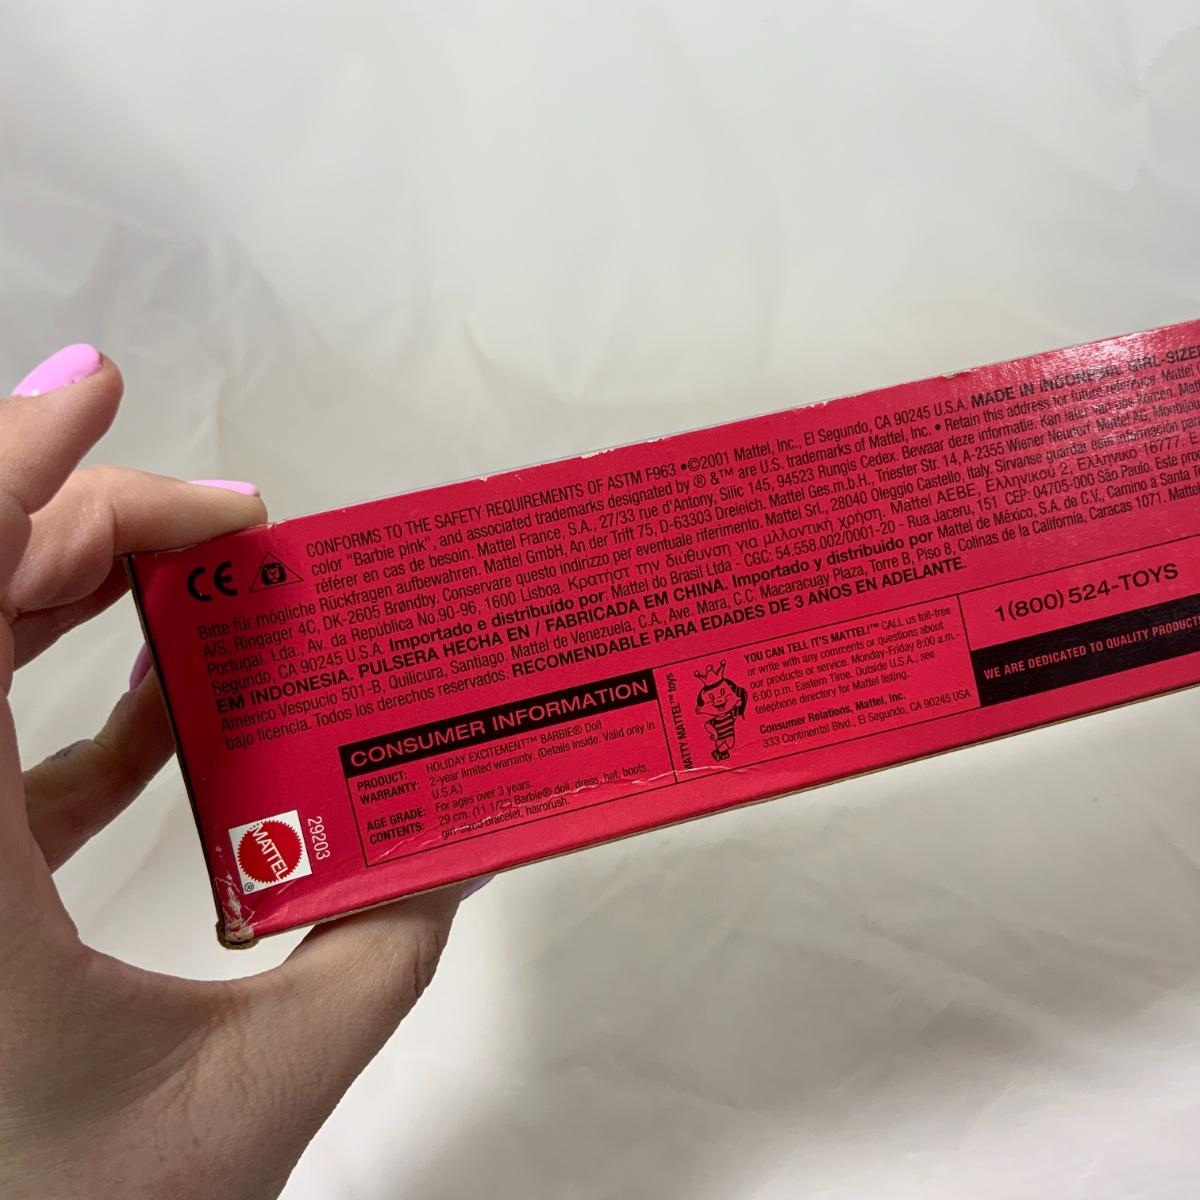 CE
CONFORMS TO THE SAFETY REQUIREMENTS OF ASTM F963 •©2001 Mattel, Inc., El Segundo, CA 90245 U.S.A. MADE IN INDONESIA. GIRL-SIZED
color "Barbie pink", and associated trademarks designated by ® &™ are U.S. trademarks of Mattel, Inc. • Retain this address for future reference. Mattel
référer en cas de besoin. Mattel France, S.A., 27/33 rue d'Antony, Silic 145, 94523 Rungis Cedex. Bewaar deze informatie. Kan later van pas komen.
Bitte für mögliche Rückfragen aufbewahren. Mattel GmbH, An der Trift 75, D-63303 Dreieich. Mattel Ges.m.b.H., Triester Str. 14, A-2355 Wiener Neudorf. Mattel AG, Monbijou
A/S, Ringager 4C, DK-2605 Brøndby. Conservare questo indirizzo per eventuale riferimento. Mattel Srl., 28040 Oleggio Castello, Italy. Sírvanse guardar esta información para
Portugal, Lda., Av. da República No.90-96, 1600 Lisboa. Κρατήστ την διύθυνση για μλλοντική χρήση. Mattel AEBE, Ελληνικού 2, Ελληνικό 16777.
Segundo, CA 90245 U.S.A. Importado e distribuído por: Mattel do Brasil Ltda - CGC: 54.558.002/0001-20 - Rua Jaceru, 151 CEP: 04705-000 São Paulo. Este
EM INDONESIA. PULSERA HECHA EN / FABRICADA EM CHINA. Importado y distribuido por Mattel de México, S.A. de C.V., Camino a Santa
Américo Vespucio 501-B, Quilicura, Santiago. Mattel de Venezuela, C.A., Ave. Mara, C.C. Macaracuay Plaza, Torre B, Piso 8, Colinas de la California, Caracas 1071. Mattel
bajo licencia. Todos los derechos reservados. RECOMENDABLE PARA EDADES DE 3 AÑOS EN ADELANTE.
CONSUMER INFORMATION
PRODUCT: HOLIDAY EXCITEMENT™ BARBIE® Doll
WARRANTY: 2-year limited warranty. (Details Inside. Valid only in
U.S.A.)
AGE GRADE: For ages over 3 years.
CONTENTS: 29 cm. (11 1/2") Barbie® doll, dress, hat, boots,
girl-sized bracelet, hairbrush.
MATTY MATTEL™ toys
YOU CAN TELL IT'S MATTEL!™ CALL us toll-free
or write with any comments or questions about
our products or service. Monday-Friday 8:00 a.m.-
6:00 p.m. Eastern Time. Outside U.S.A., see
telephone directory for Mattel listing.
Consumer Relations, Mattel, Inc.
333 Continental Blvd., El Segundo, CA 90245 USA
1(800) 524-TOYS
WE ARE DEDICATED TO QUALITY PRODUCTS
MATTEL®
29203